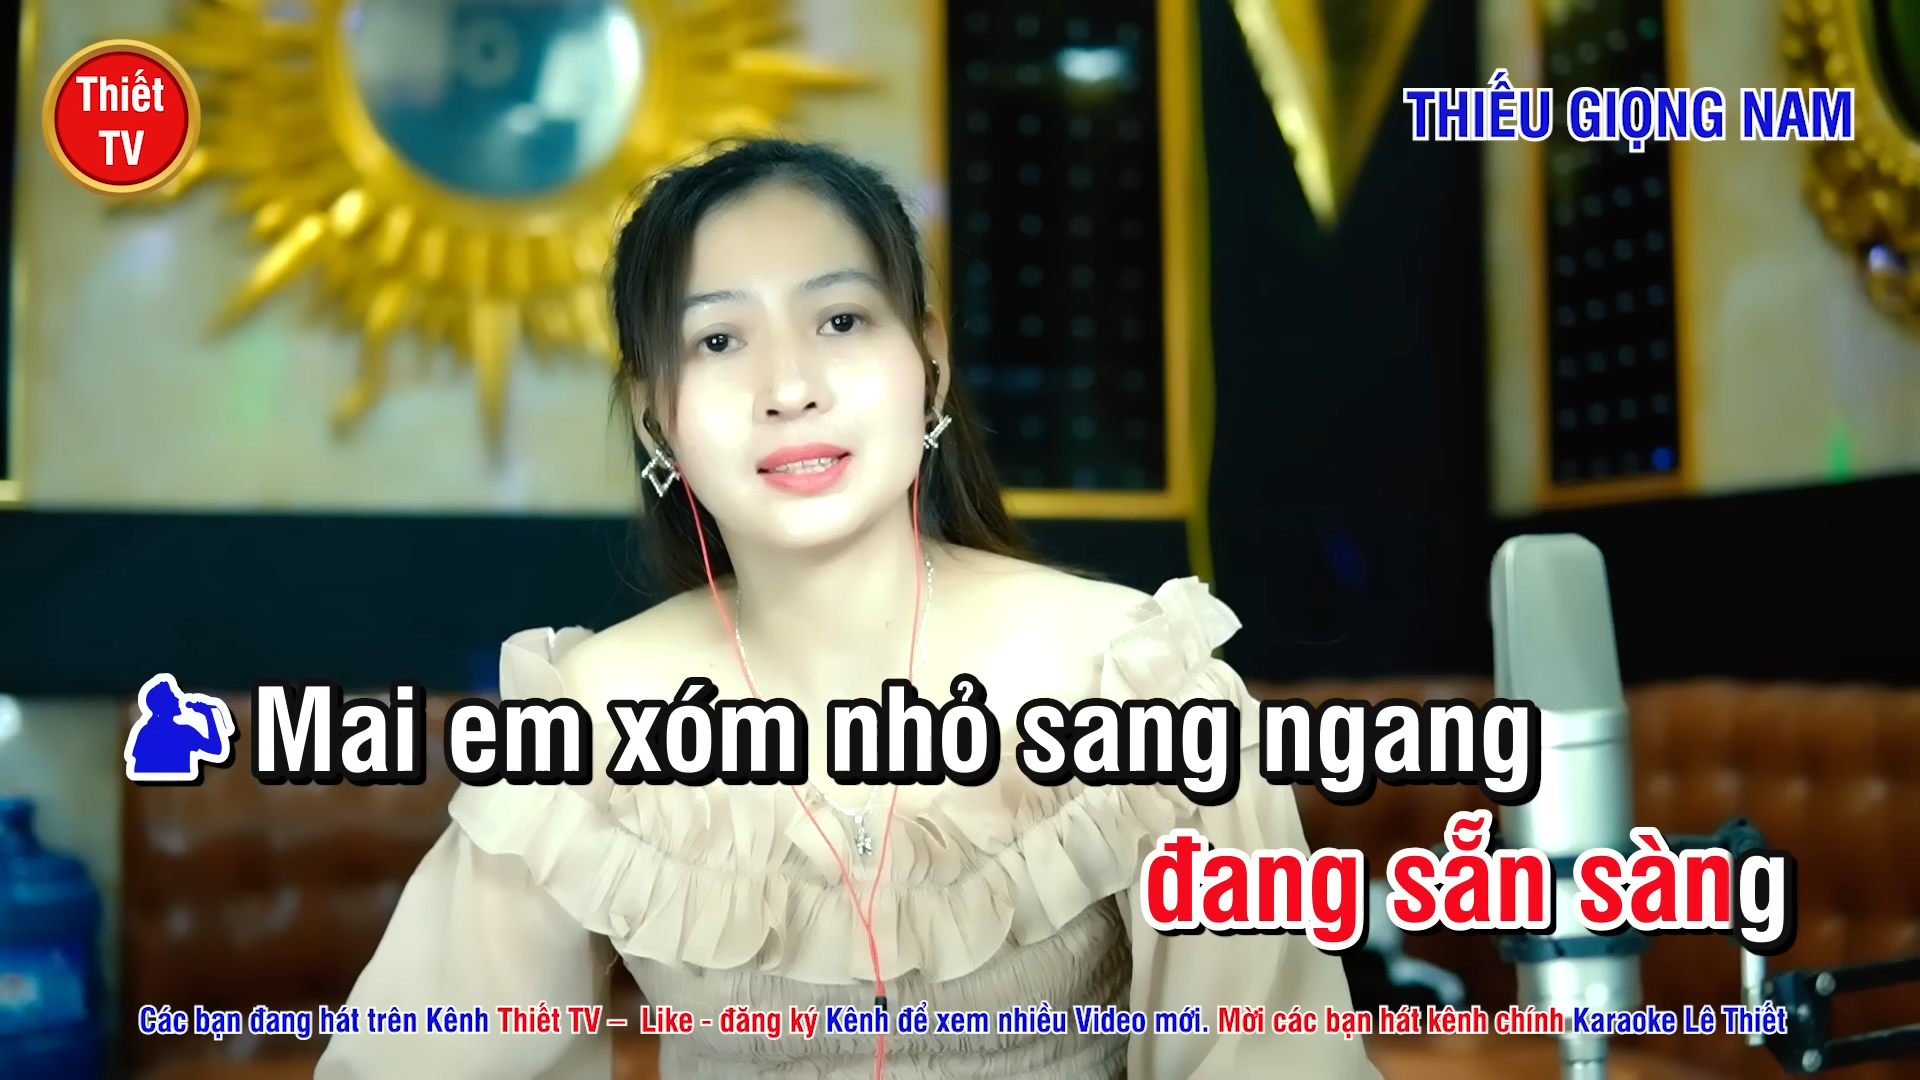 Thiết
TV
THIẾU GIỌNG NAM
Mai em xóm nhỏ sang ngang
đang sẵn sàng
Các bạn đang hát trên Kênh Thiết TV – Like - đăng ký Kênh để xem nhiều Video mới. Mời các bạn hát kênh chính Karaoke Lê Thiết